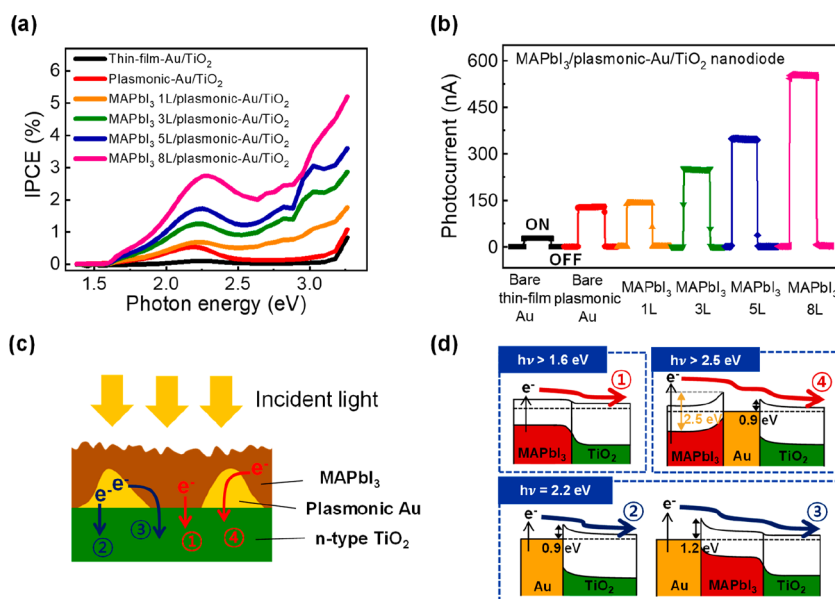 (a)
Thin-film-Au/TiO₂
Plasmonic-Au/TiO₂
MAPbI₃ 1L/plasmonic-Au/TiO₂
MAPbI₃ 3L/plasmonic-Au/TiO₂
MAPbI₃ 5L/plasmonic-Au/TiO₂
MAPbI₃ 8L/plasmonic-Au/TiO₂
IPCE (%)
6
5
4
3
2
1
0
1.5 2.0 2.5 3.0
Photon energy (eV)
(b)
MAPbI₃/plasmonic-Au/TiO₂ nanodiode
Photocurrent (nA)
600
450
300
150
0
ON
OFF
Bare thin-film Au
Bare plasmonic Au
MAPbI₃ 1L
MAPbI₃ 3L
MAPbI₃ 5L
MAPbI₃ 8L
(c)
Incident light
MAPbI₃
Plasmonic Au
n-type TiO₂
e⁻
e⁻
e⁻
e⁻
②
③
①
④
(d)
hν > 1.6 eV
e⁻
①
MAPbI₃
TiO₂
hν > 2.5 eV
e⁻
④
2.5 eV
0.9 eV
MAPbI₃
Au
TiO₂
hν = 2.2 eV
e⁻
②
0.9 eV
Au
TiO₂
e⁻
③
1.2 eV
Au
MAPbI₃
TiO₂